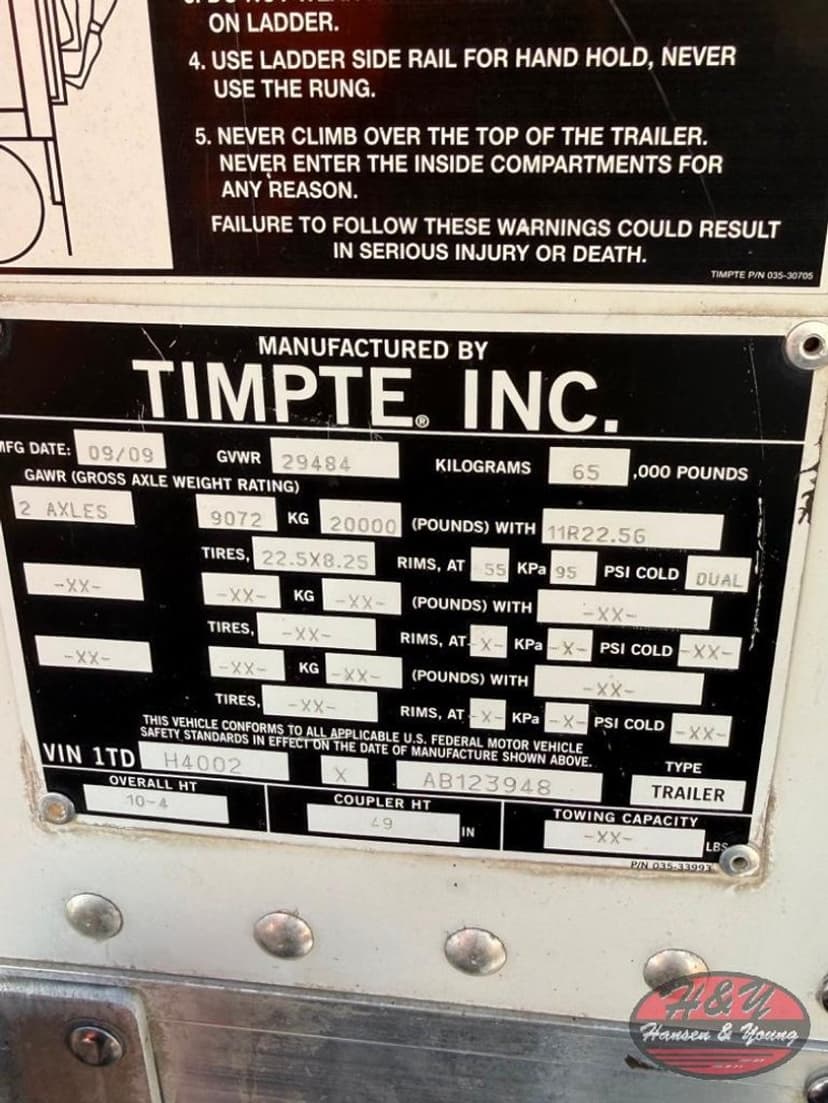 ON LADDER.
4. USE LADDER SIDE RAIL FOR HAND HOLD, NEVER
USE THE RUNG.
5. NEVER CLIMB OVER THE TOP OF THE TRAILER.
NEVER ENTER THE INSIDE COMPARTMENTS FOR
ANY REASON.
FAILURE TO FOLLOW THESE WARNINGS COULD RESULT
IN SERIOUS INJURY OR DEATH.
TIMPTE P/N 035-30705
MANUFACTURED BY
TIMPTE® INC.
MFG DATE: 09/09 GVWR 29484 KILOGRAMS 65 ,000 POUNDS
GAWR (GROSS AXLE WEIGHT RATING)
2 AXLES 9072 KG 20000 (POUNDS) WITH 11R22.5G
TIRES, 22.5X8.25 RIMS, AT 55 KPa 95 PSI COLD DUAL
-XX- -XX- KG -XX- (POUNDS) WITH -XX-
TIRES, -XX- RIMS, AT -X- KPa -X- PSI COLD -XX-
-XX- -XX- KG -XX- (POUNDS) WITH -XX-
TIRES, -XX- RIMS, AT -X- KPa -X- PSI COLD -XX-
THIS VEHICLE CONFORMS TO ALL APPLICABLE U.S. FEDERAL MOTOR VEHICLE
SAFETY STANDARDS IN EFFECT ON THE DATE OF MANUFACTURE SHOWN ABOVE.
VIN 1TD H4002 X AB123948 TYPE TRAILER
OVERALL HT 10-4 COUPLER HT 49 IN TOWING CAPACITY -XX- LBS
P/N
H&Y
Hansen & Young